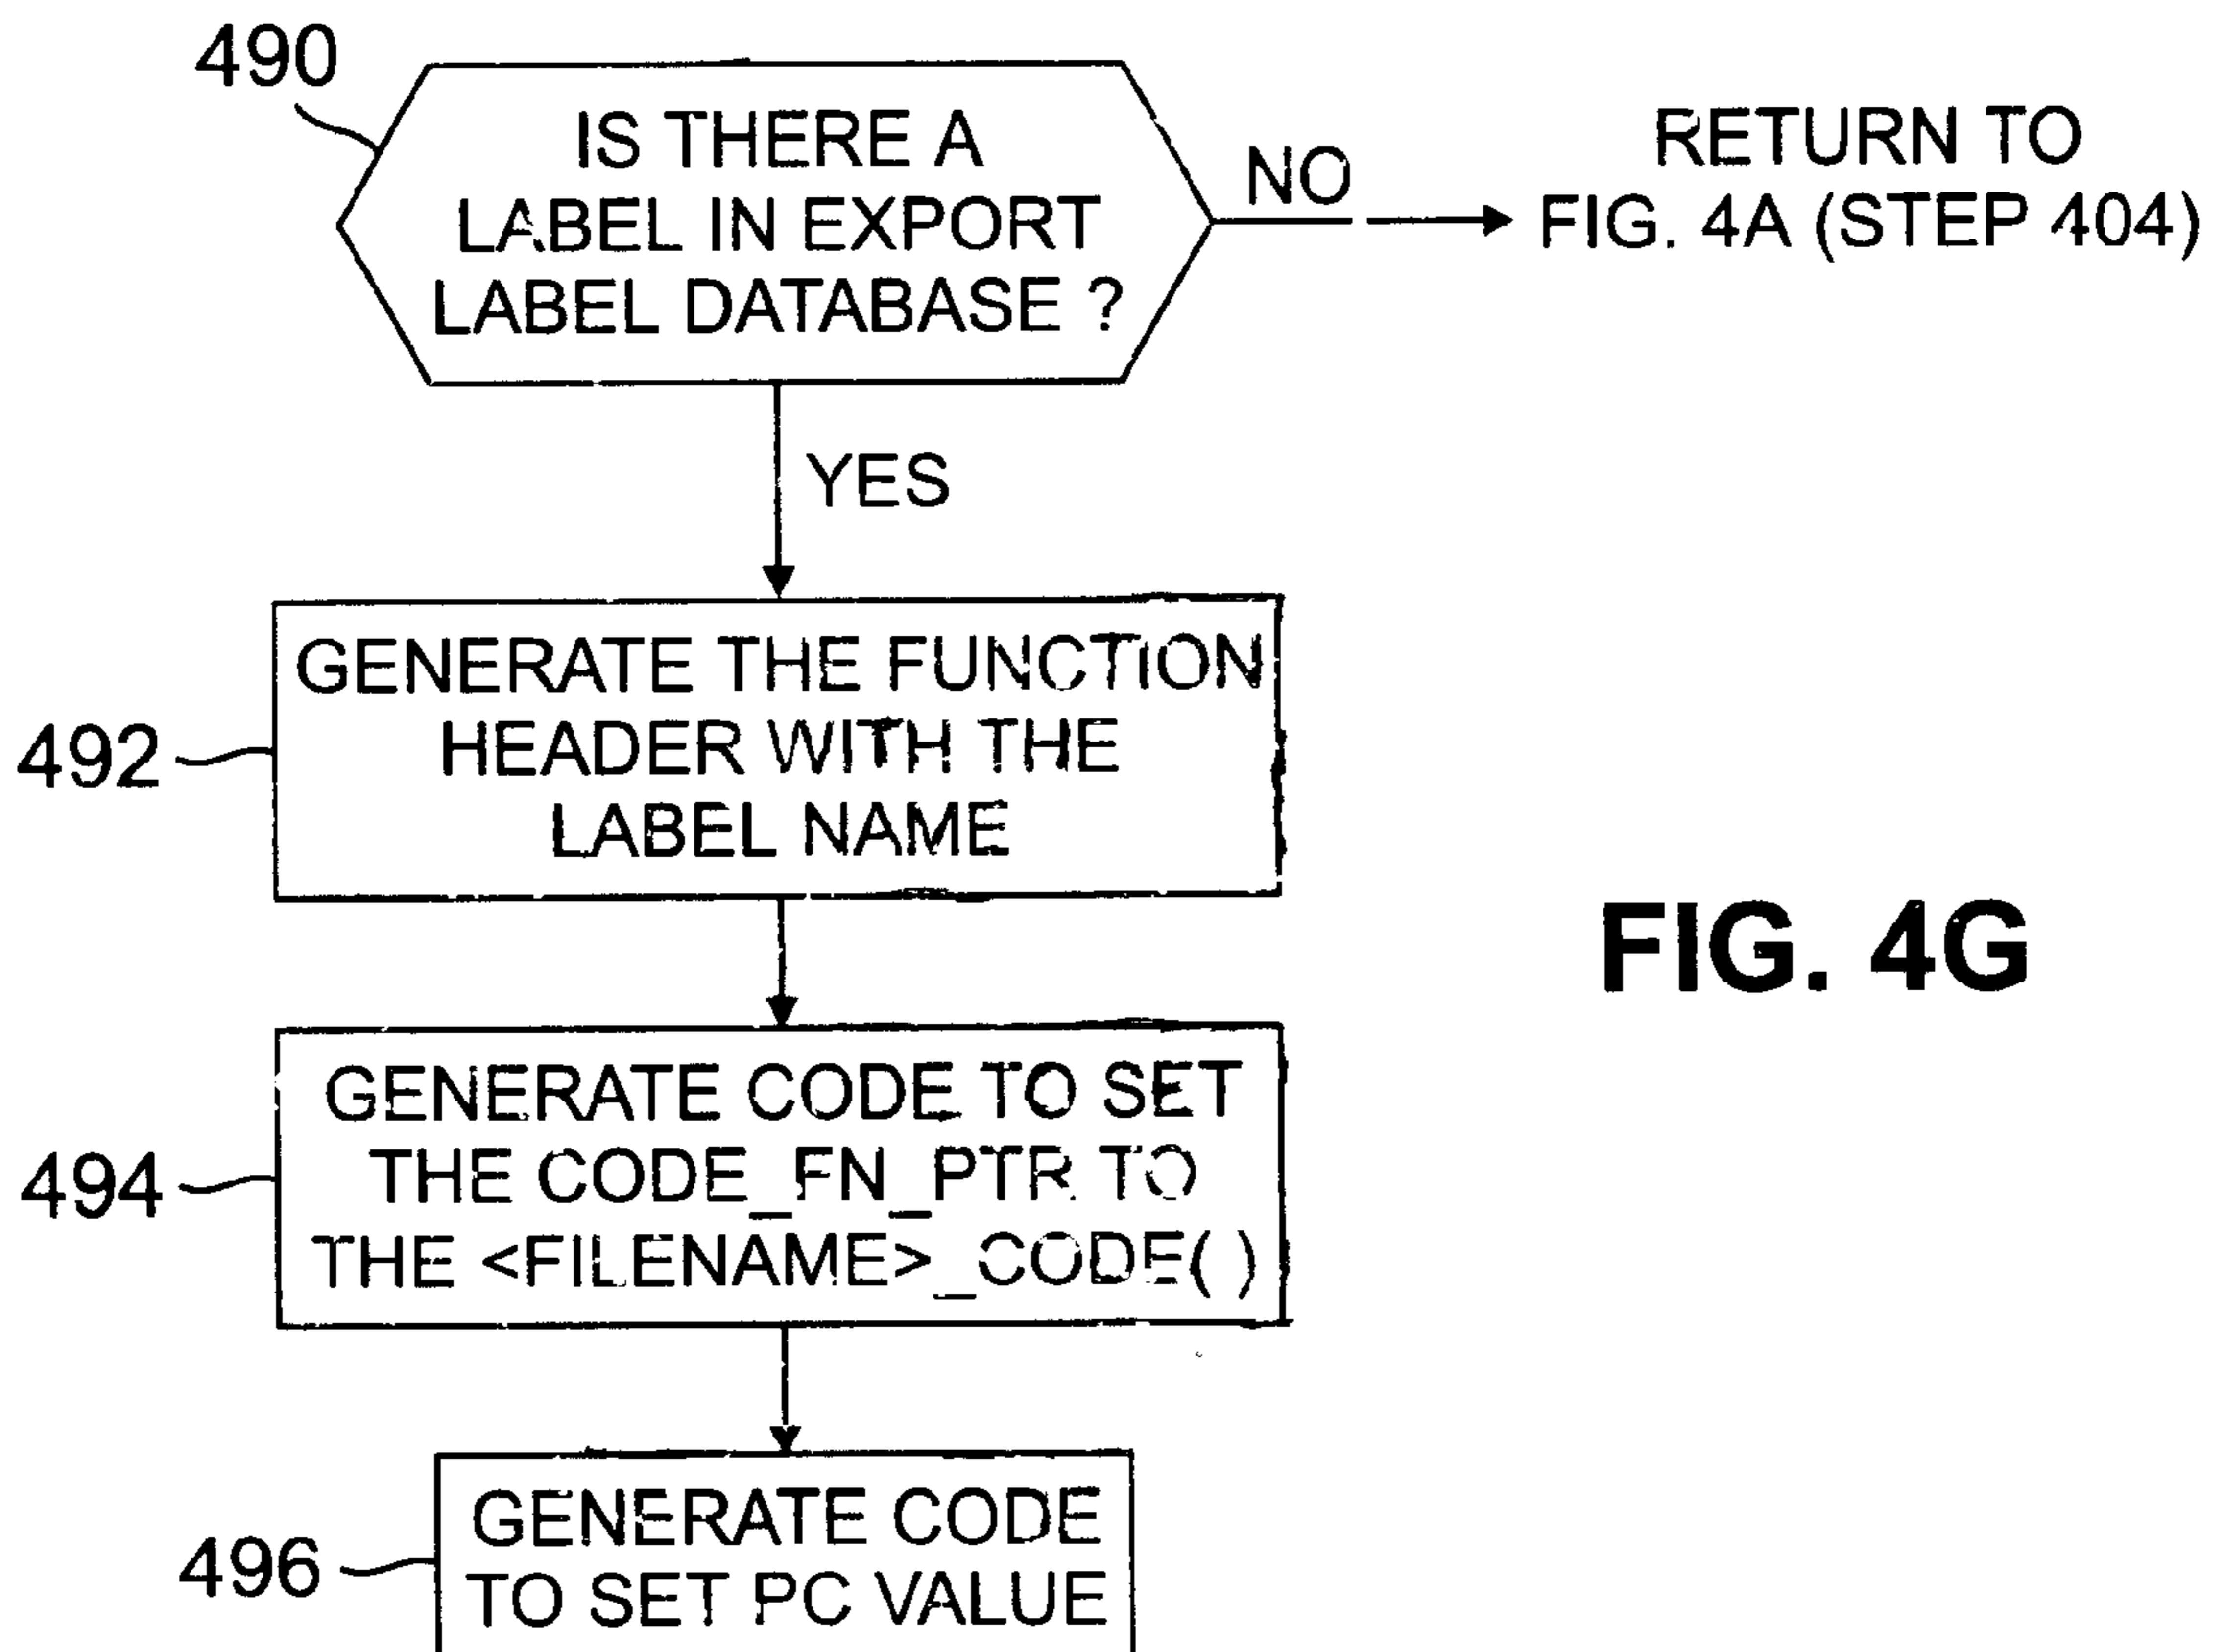 490
IS THERE A
LABEL IN EXPORT
LABEL DATABASE ?
NO
RETURN TO
FIG. 4A (STEP 404)
YES
492
GENERATE THE FUNCTION
HEADER WITH THE
LABEL NAME
FIG. 4G
494
GENERATE CODE TO SET
THE CODE_FN_PTR TO
THE <FILENAME>_CODE( )
496
GENERATE CODE
TO SET PC VALUE